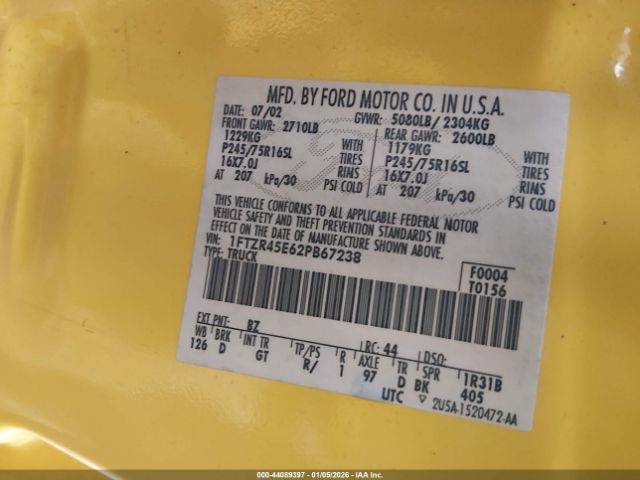 MFD. BY FORD MOTOR CO. IN U.S.A.
DATE: 07/02 GVWR: 5080LB/ 2304KG
FRONT GAWR: 2710LB REAR GAWR: 2600LB
1229KG WITH 1179KG WITH
P245/75R16SL TIRES P245/75R16SL TIRES
16X7.0J RINS 16X7.0J RINS
AT 207 kPa/30 PSI COLD AT 207 kPa/30 PSI COLD
THIS VEHICLE CONFORMS TO ALL APPLICABLE FEDERAL MOTOR
VEHICLE SAFETY AND THEFT PREVENTION STANDARDS IN
EFFECT ON THE DATE OF MANUFACTURE SHOWN ABOVE.
VIN: 1FTZR45E62PB67238
TYPE: TRUCK
F0004
T0156
EXT PNT: BZ RC: 44 DSO:
WB BRK INT TR TP/PS R AXLE TR SPR 1R31B
126 D GT R/ 1 97 D BK 405
UTC ▽ 2U5A-1520472-AA
000-44089397 - 01/05/2026 - IAAI, Inc.